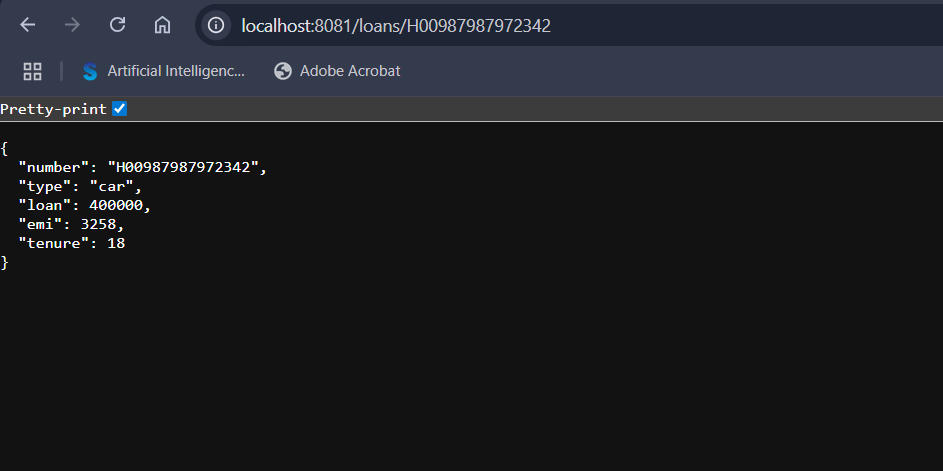 localhost:8081/loans/H00987987972342
Artificial Intelligenc... Adobe Acrobat
Pretty-print
{
"number": "H00987987972342",
"type": "car",
"loan": 400000,
"emi": 3258,
"tenure": 18
}